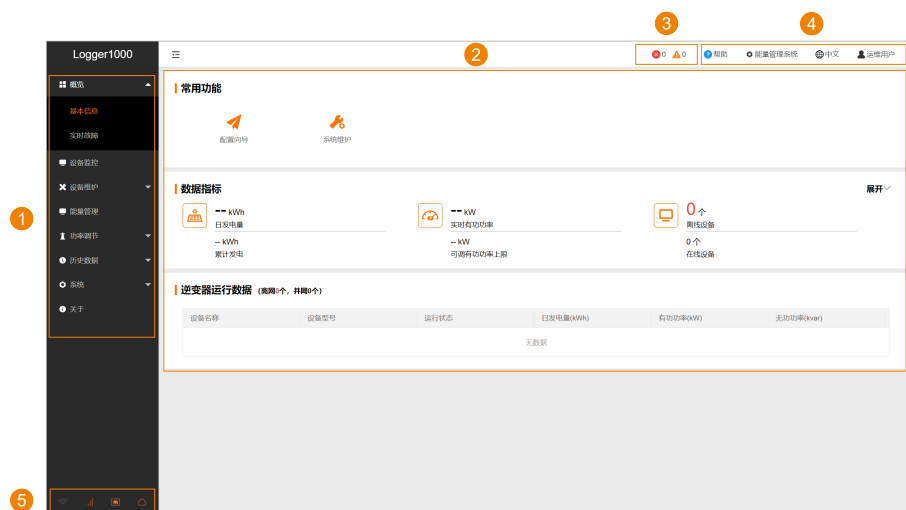 3
4
Logger1000
2
0 0
帮助 能量管理系统 中文 运维用户
概览
基本信息
实时故障
设备监控
设备维护
能量管理
功率调节
历史数据
系统
关于
1
常用功能
配置向导 系统维护
数据指标 展开
-- kWh -- kW 0 个
日发电量 实时有功功率 离线设备
-- kWh -- kW 0 个
累计发电 可调有功功率上限 在线设备
逆变器运行数据 (离网0个, 并网0个)
设备名称 设备型号 运行状态 日发电量(kWh) 有功功率(kW) 无功功率(kvar)
无数据
5